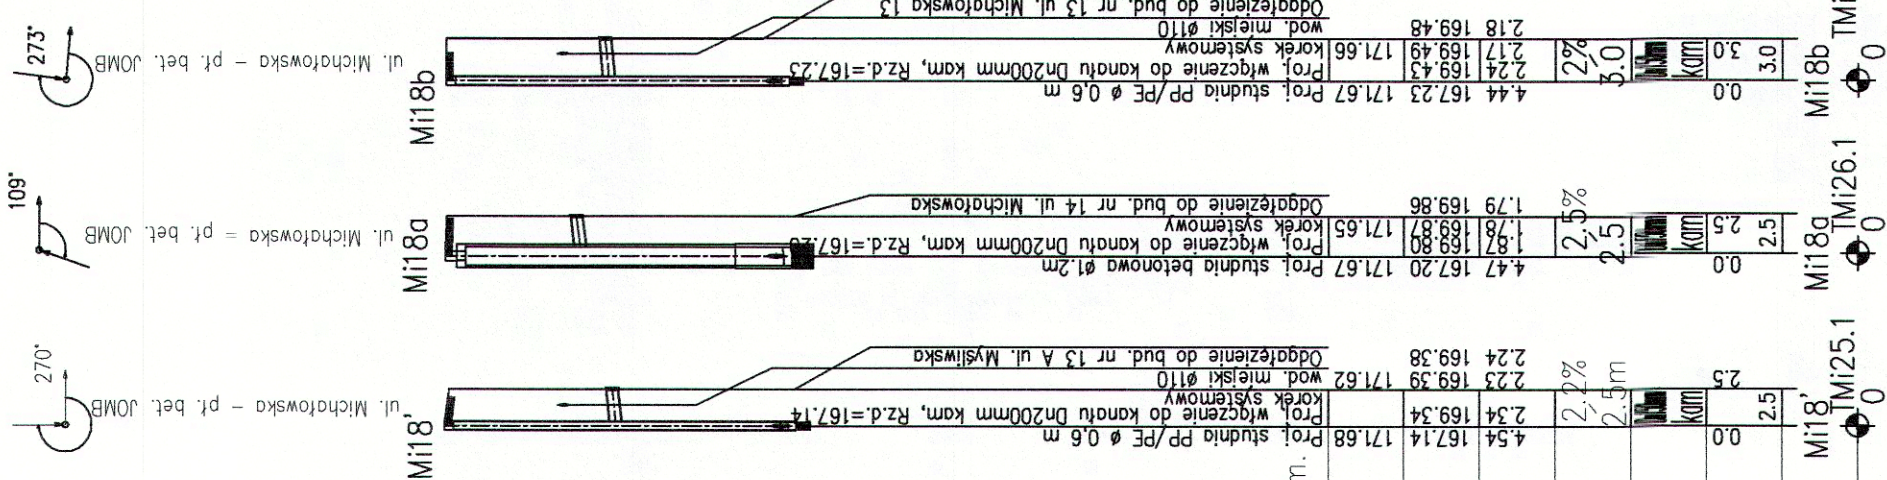 273°
ul. Michałowska – pł. bet. JOMB
Mi18b
Odgałęzienie do bud. nr 13 ul. Michałowska 13
wod. miejski Ø110
2.18 169.48
korek systemowy
2.17 169.49 171.66
Proj. włączenie do kanału Dn200mm kam, Rz.d.=167.23
2.24 169.43
Proj. studnia PP/PE ø 0,6 m
4.44 167.23 171.67
2%
3.0
kam
3.0
3.0
0.0
Mi18b
TMi
0
109°
ul. Michałowska = pł. bet. JOMB
Mi18a
Odgałęzienie do bud. nr 14 ul. Michałowska
1.79 169.86
korek systemowy
1.78 169.87 171.65
Proj. włączenie do kanału Dn200mm kam, Rz.d.=167.20
1.87 169.80
Proj. studnia betonowa ø1.2m
4.47 167.20 171.67
2,5%
2.5
kam
2.5
2.5
0.0
Mi18a
TMi26.1
0
270°
ul. Michałowska – pł. bet. JOMB
Mi18'
Odgałęzienie do bud. nr 13 A ul. Myśliwska
2.24 169.38
wod. miejski Ø110
2.23 169.39 171.62
korek systemowy
Proj. włączenie do kanału Dn200mm kam, Rz.d.=167.14
2.34 169.34
Proj. studnia PP/PE ø 0,6 m
4.54 167.14 171.68
2.2%
2.5m
kam
2.5
2.5
0.0
Mi18'
TMi25.1
0
m.